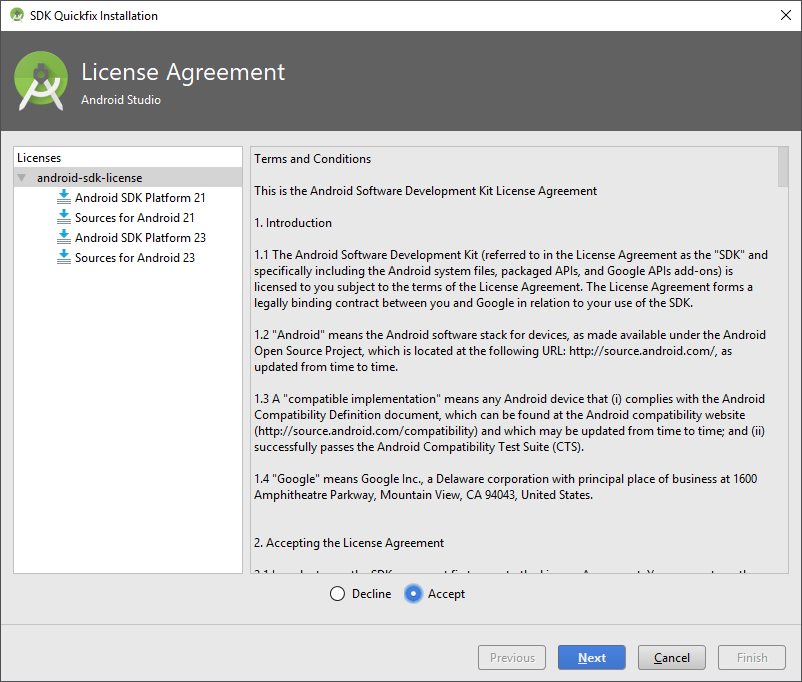 SDK Quickfix Installation
License Agreement
Android Studio
Licenses
android-sdk-license
Android SDK Platform 21
Sources for Android 21
Android SDK Platform 23
Sources for Android 23
Terms and Conditions
This is the Android Software Development Kit License Agreement
1. Introduction
1.1 The Android Software Development Kit (referred to in the License Agreement as the "SDK" and
specifically including the Android system files, packaged APIs, and Google APIs add-ons) is
licensed to you subject to the terms of the License Agreement. The License Agreement forms a
legally binding contract between you and Google in relation to your use of the SDK.
1.2 "Android" means the Android software stack for devices, as made available under the Android
Open Source Project, which is located at the following URL: http://source.android.com/, as
updated from time to time.
1.3 A "compatible implementation" means any Android device that (i) complies with the Android
Compatibility Definition document, which can be found at the Android compatibility website
(http://source.android.com/compatibility) and which may be updated from time to time; and (ii)
successfully passes the Android Compatibility Test Suite (CTS).
1.4 "Google" means Google Inc., a Delaware corporation with principal place of business at 1600
Amphitheatre Parkway, Mountain View, CA 94043, United States.
2. Accepting the License Agreement
Decline
Accept
Previous
Next
Cancel
Finish